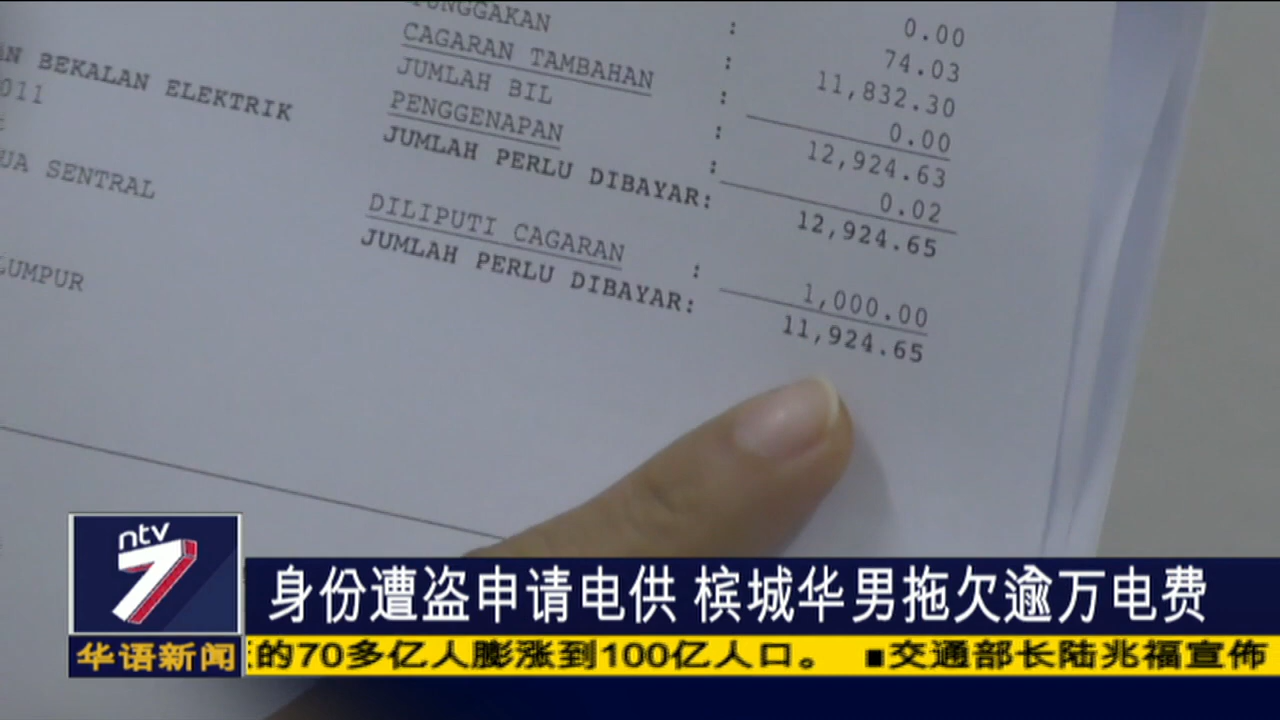 TUNGGAKAN : 0.00
CAGARAN TAMBAHAN : 74.03
JUMLAH BIL : 11,832.30
PENGGENAPAN : 0.00
JUMLAH PERLU DIBAYAR: 12,924.63
0.02
12,924.65
DILIPUTI CAGARAN : 1,000.00
JUMLAH PERLU DIBAYAR: 11,924.65
BEKALAN ELEKTRIK
011
SENTRAL
LUMPUR
ntv
7
身份遭盗申请电供 槟城华男拖欠逾万电费
华语新闻
的70多亿人膨涨到100亿人口。 ■交通部长陆兆福宣佈